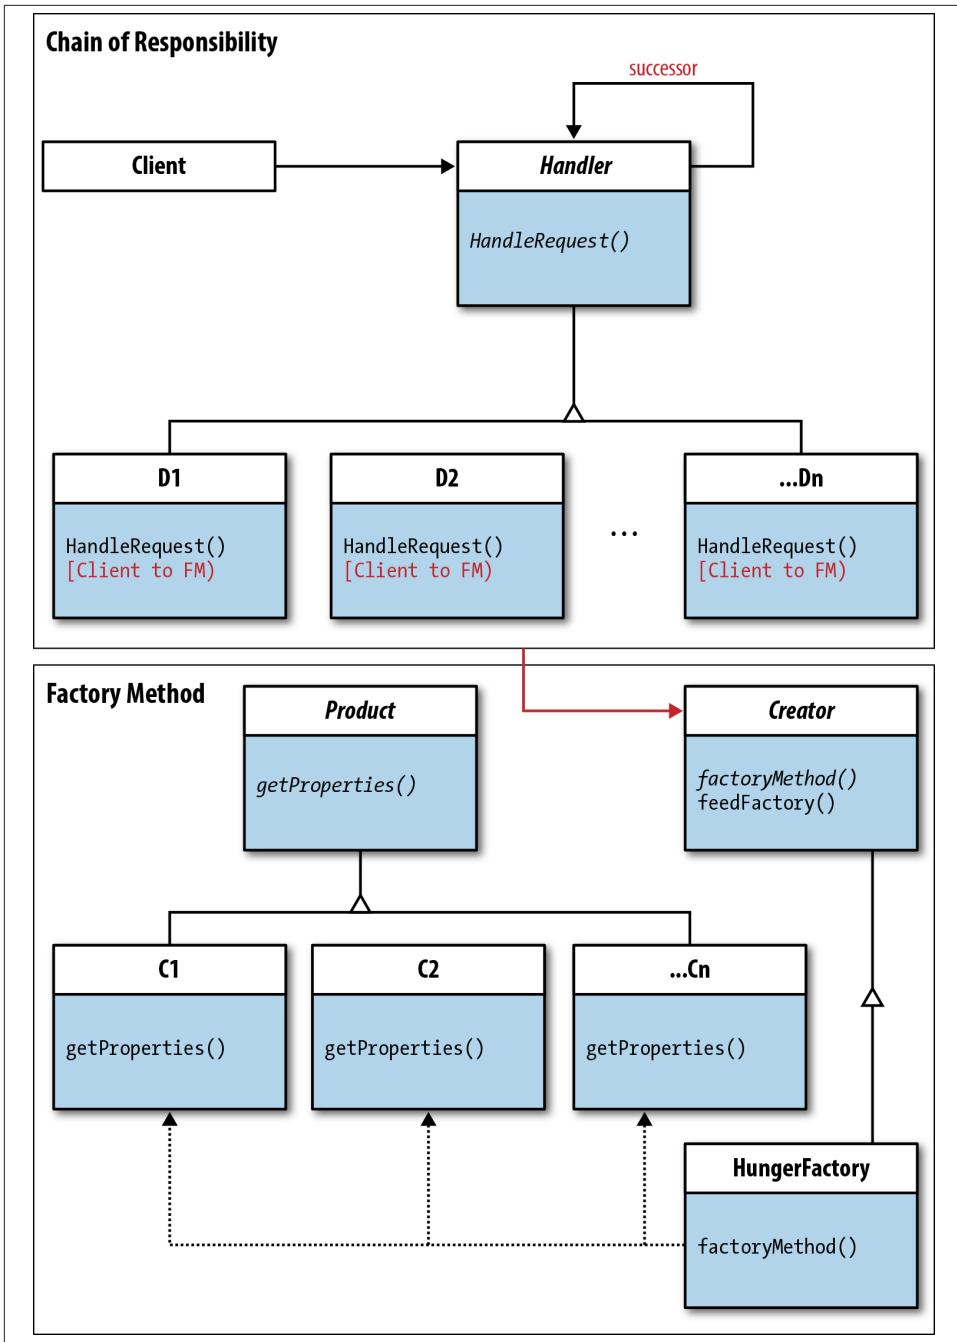 Chain of Responsibility
successor
Client
Handler
HandleRequest()
D1
D2
...Dn
HandleRequest()
[Client to FM)
HandleRequest()
[Client to FM)
...
HandleRequest()
[Client to FM)
Factory Method
Product
Creator
getProperties()
factoryMethod()
feedFactory()
C1
C2
...Cn
getProperties()
getProperties()
getProperties()
HungerFactory
factoryMethod()